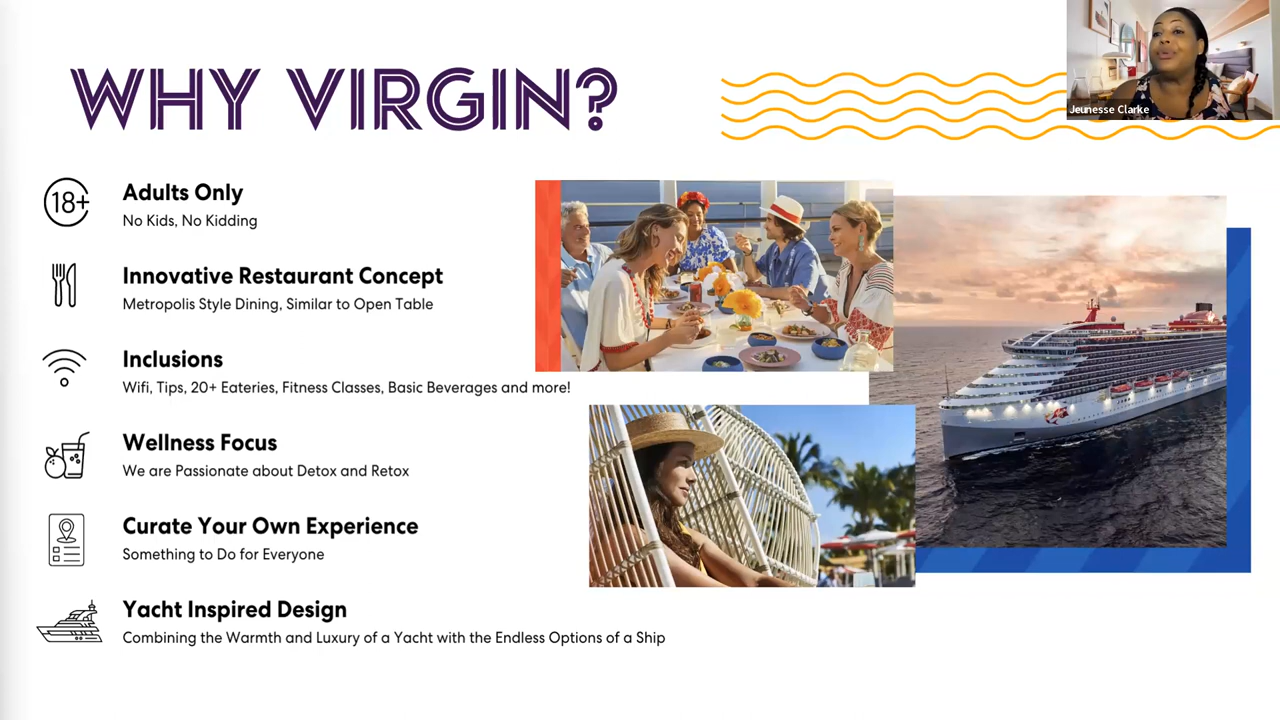 WHY VIRGIN?
Jeunesse Clarke
18+
Adults Only
No Kids, No Kidding
Innovative Restaurant Concept
Metropolis Style Dining, Similar to Open Table
Inclusions
Wifi, Tips, 20+ Eateries, Fitness Classes, Basic Beverages and more!
Wellness Focus
We are Passionate about Detox and Retox
Curate Your Own Experience
Something to Do for Everyone
Yacht Inspired Design
Combining the Warmth and Luxury of a Yacht with the Endless Options of a Ship